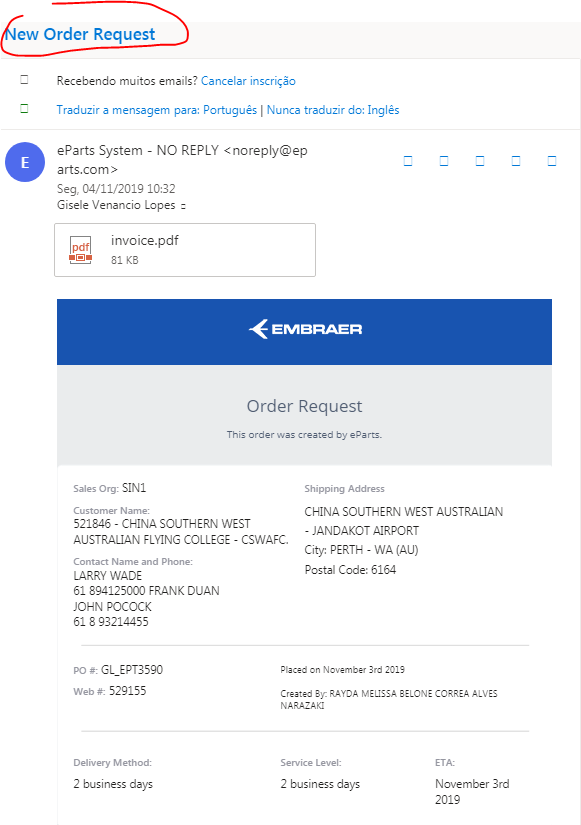 New Order Request
Recebendo muitos emails? Cancelar inscrição
Traduzir a mensagem para: Português | Nunca traduzir do: Inglês
E
eParts System - NO REPLY <noreply@ep
arts.com>
Seg, 04/11/2019 10:32
Gisele Venancio Lopes
pdf
invoice.pdf
81 KB
EMBRAER
Order Request
This order was created by eParts.
Sales Org: SIN1
Customer Name:
521846 - CHINA SOUTHERN WEST
AUSTRALIAN FLYING COLLEGE - CSWAFC.
Contact Name and Phone:
LARRY WADE
61 894125000 FRANK DUAN
JOHN POCOCK
61 8 93214455
Shipping Address
CHINA SOUTHERN WEST AUSTRALIAN
- JANDAKOT AIRPORT
City: PERTH - WA (AU)
Postal Code: 6164
PO #: GL_EPT3590
Web #: 529155
Placed on November 3rd 2019
Created By: RAYDA MELISSA BELONE CORREA ALVES
NARAZAKI
Delivery Method:
2 business days
Service Level:
2 business days
ETA:
November 3rd
2019